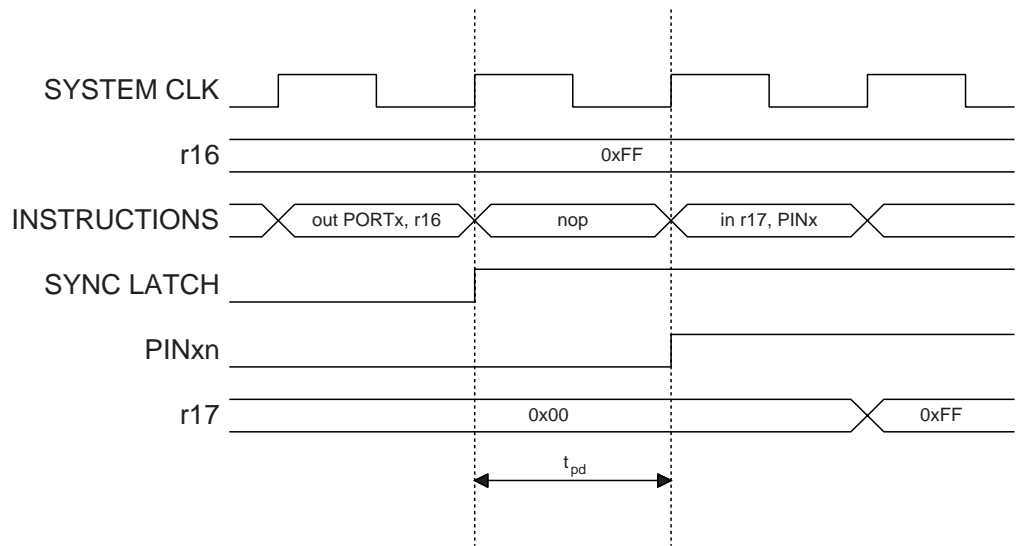 SYSTEM CLK
r16
0xFF
INSTRUCTIONS
out PORTx, r16
nop
in r17, PINx
SYNC LATCH
PINxn
r17
0x00
0xFF
tpd